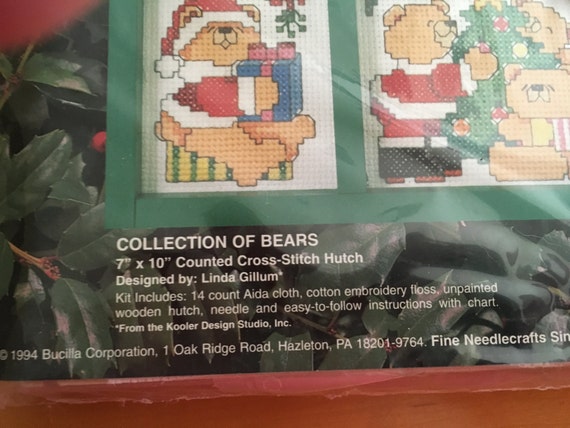 COLLECTION OF BEARS
7" x 10" Counted Cross-Stitch Hutch
Designed by: Linda Gillum*
Kit Includes: 14 count Aida cloth, cotton embroidery floss, unpainted
wooden hutch, needle and easy-to-follow instructions with chart.
*From the Kooler Design Studio, Inc.
© 1994 Bucilla Corporation, 1 Oak Ridge Road, Hazleton, PA 18201-9764. Fine Needlecrafts Sin